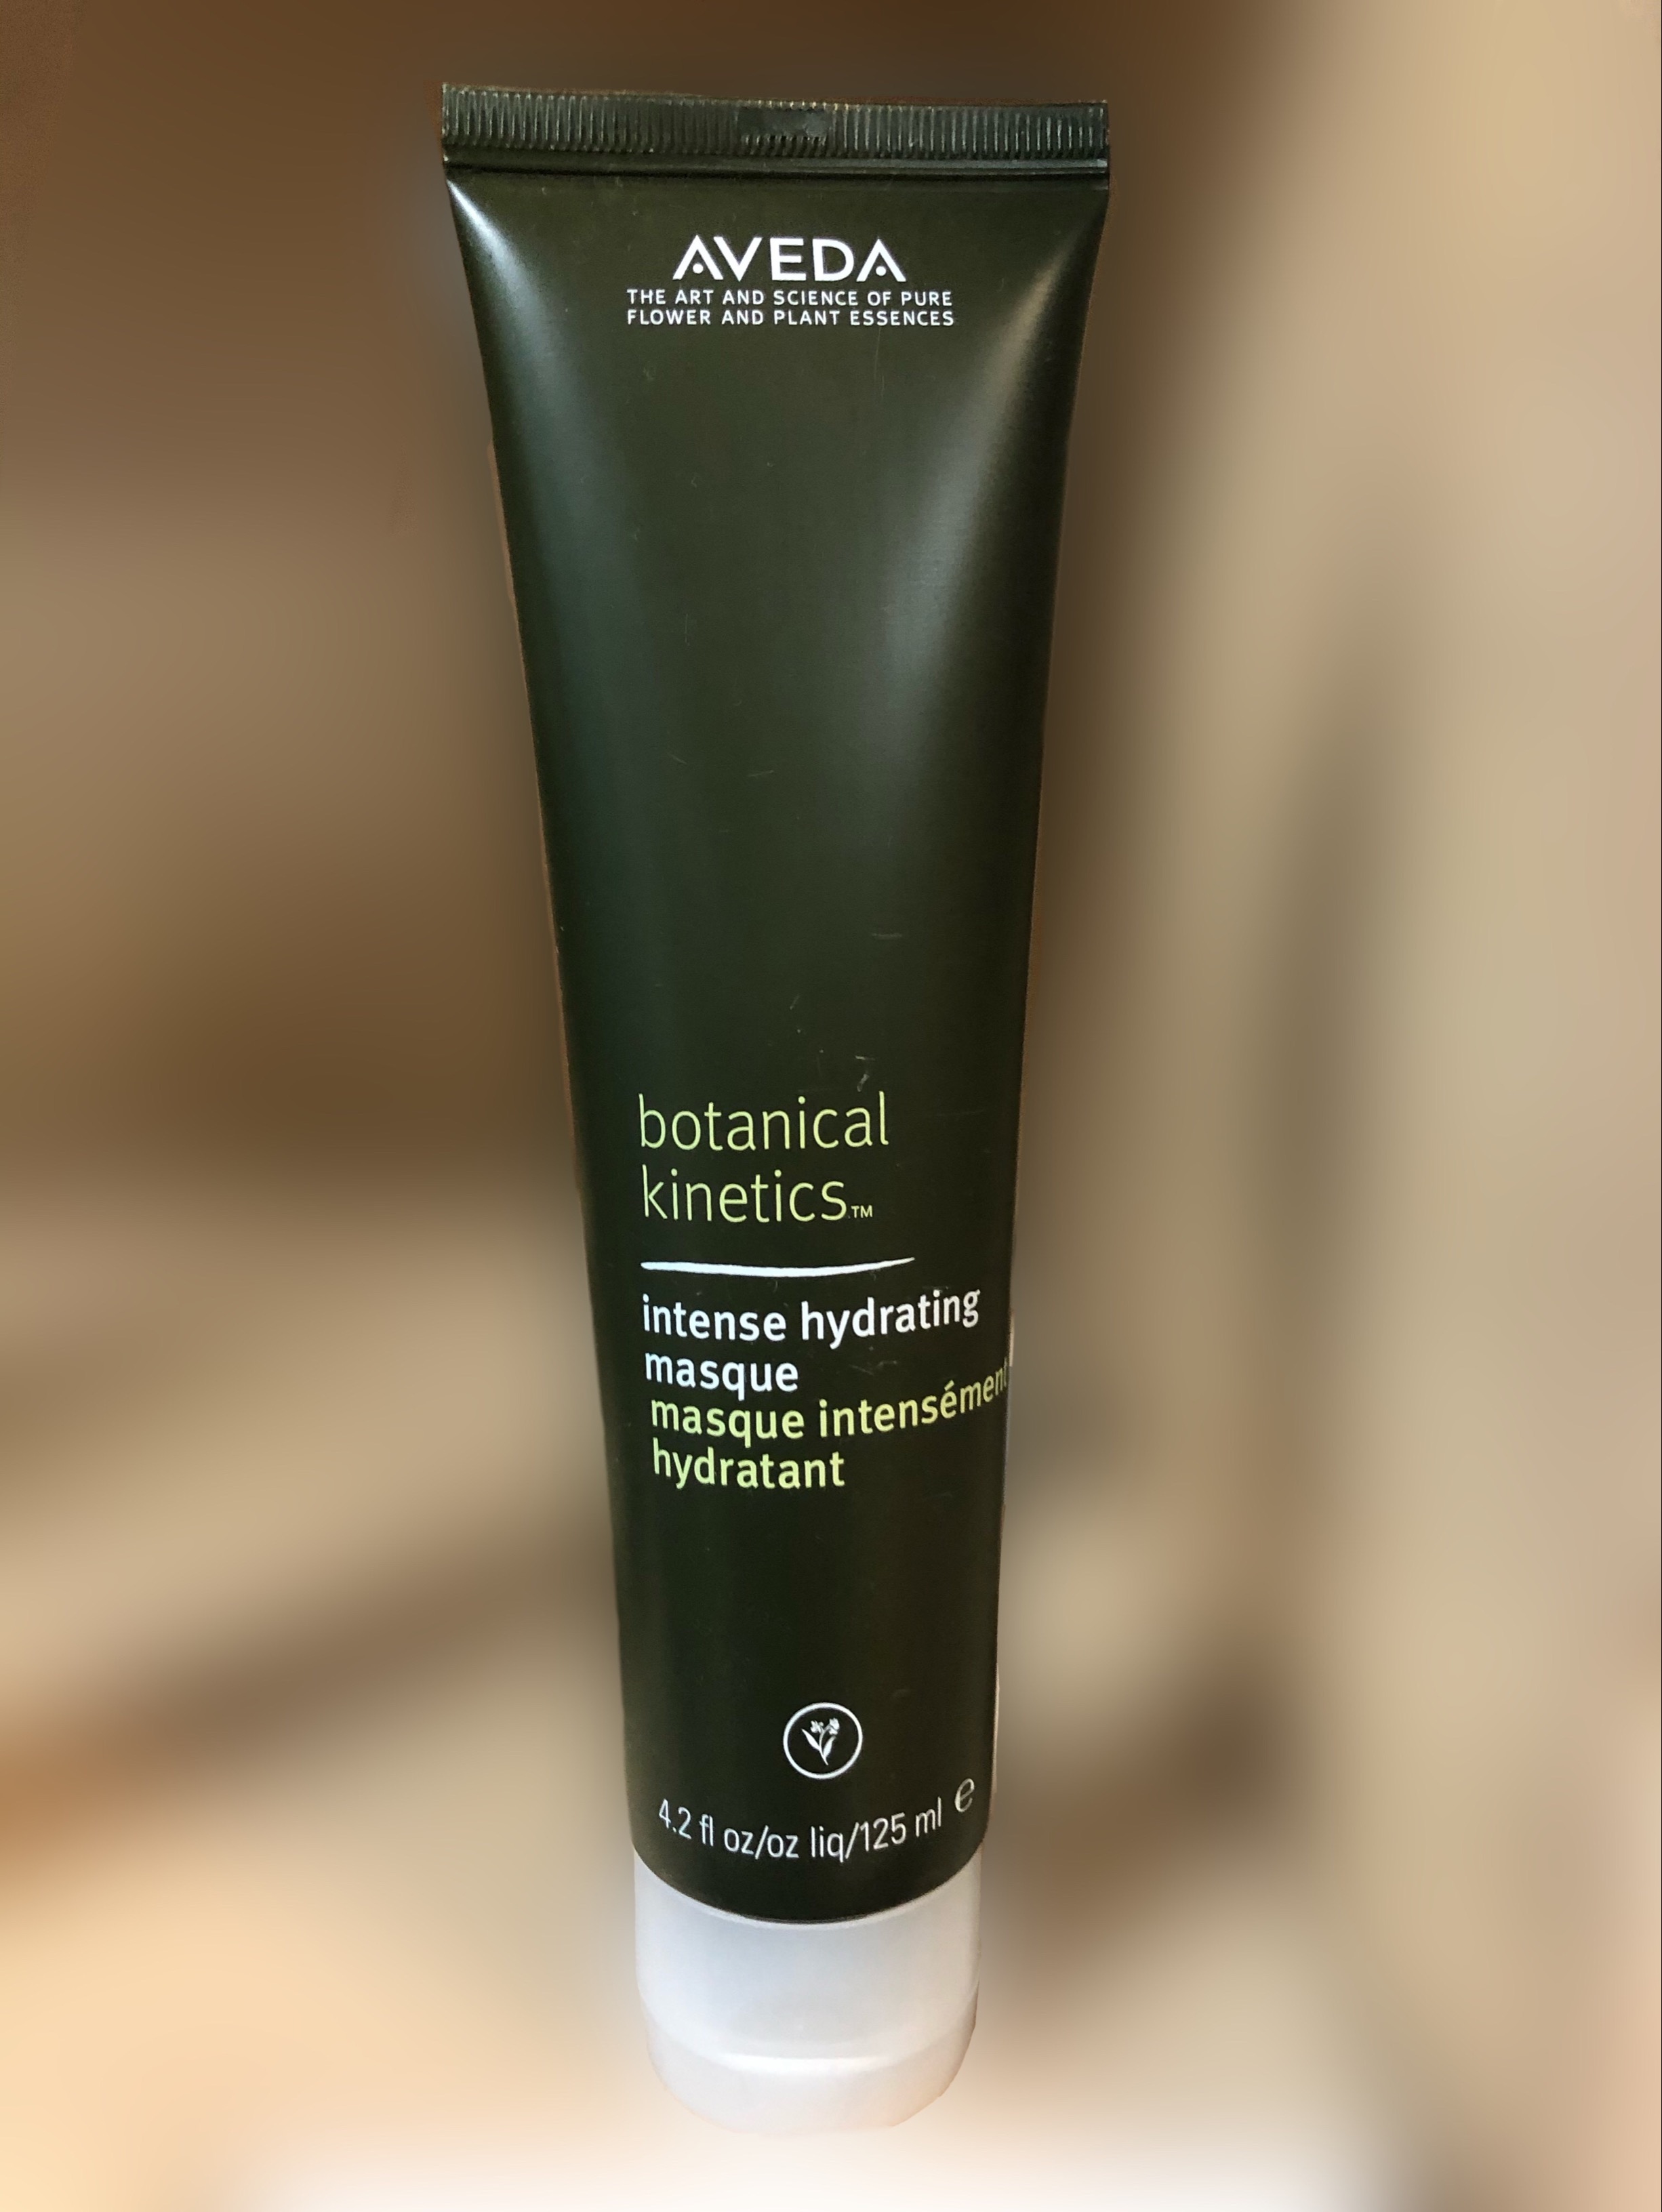 AVEDA
THE ART AND SCIENCE OF PURE
FLOWER AND PLANT ESSENCES
botanical
kinetics™
intense hydrating
masque
masque intensément
hydratant
4.2 fl oz/oz liq/125 ml ℮